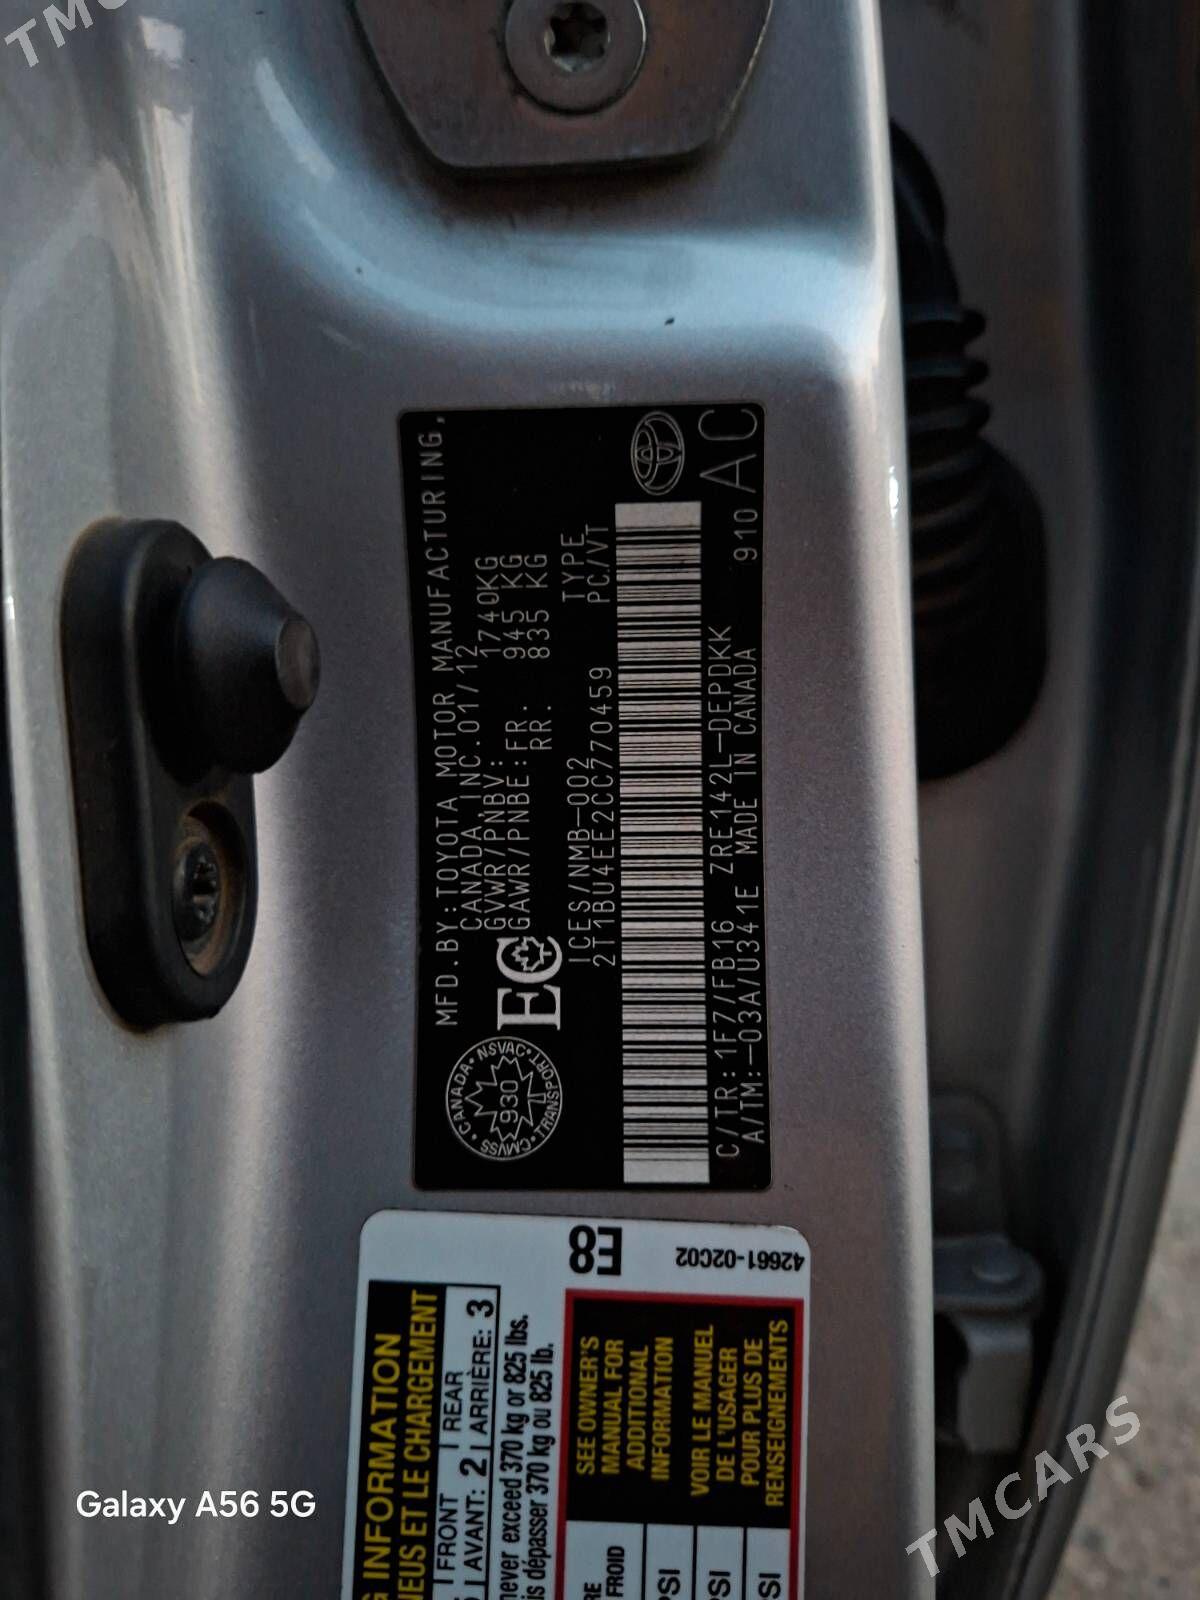 MFD.BY:TOYOTA MOTOR MANUFACTURING,
CANADA INC.01/12
GVWR/PNBV: 1740KG
GAWR/PNBE:FR. 945 KG
RR. 835 KG
EC
CANADA • NSVAC • TRANSPORT • CMVSS •
930
ICES/NMB-002 TYPE
2T1BU4EE2CC770459 PC/VT
C/TR:1F7/FB16 ZRE142L-DEPDKK 910 AC
A/TM:-03A/U341E MADE IN CANADA
INFORMATION
ET LE CHARGEMENT
FRONT
AVANT: 2
REAR
ARRIÈRE: 3
never exceed 370 kg or 825 lbs.
is dépasser 370 kg ou 825 lb.
E8
42661-02C02
SEE OWNER'S
MANUAL FOR
ADDITIONAL
INFORMATION
VOIR LE MANUEL
DE L'USAGER
POUR PLUS DE
RENSEIGNEMENTS
FROID
Galaxy A56 5G
TMCARS